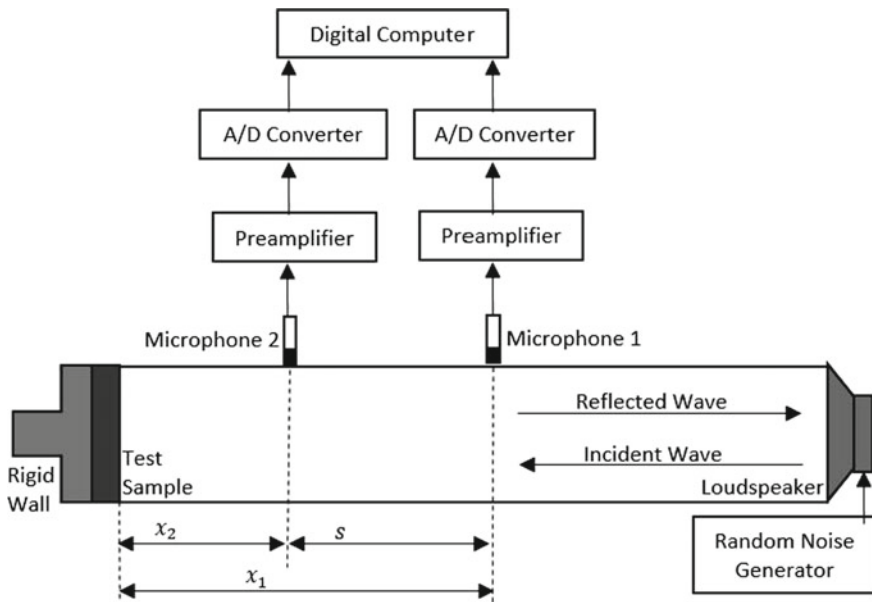 Digital Computer
A/D Converter
A/D Converter
Preamplifier
Preamplifier
Microphone 2
Microphone 1
Reflected Wave
Incident Wave
Rigid
Wall
Test
Sample
Loudspeaker
x₂
s
x₁
Random Noise
Generator